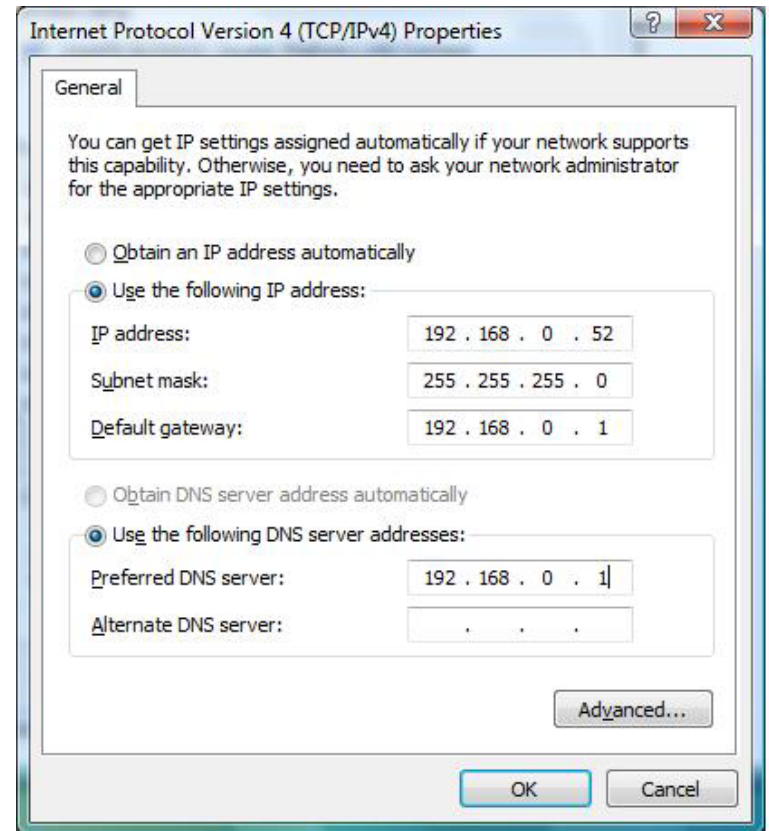 Internet Protocol Version 4 (TCP/IPv4) Properties
?
X
General
You can get IP settings assigned automatically if your network supports
this capability. Otherwise, you need to ask your network administrator
for the appropriate IP settings.
Obtain an IP address automatically
Use the following IP address:
IP address: 192 . 168 . 0 . 52
Subnet mask: 255 . 255 . 255 . 0
Default gateway: 192 . 168 . 0 . 1
Obtain DNS server address automatically
Use the following DNS server addresses:
Preferred DNS server: 192 . 168 . 0 . 1
Alternate DNS server: . . .
Advanced...
OK Cancel